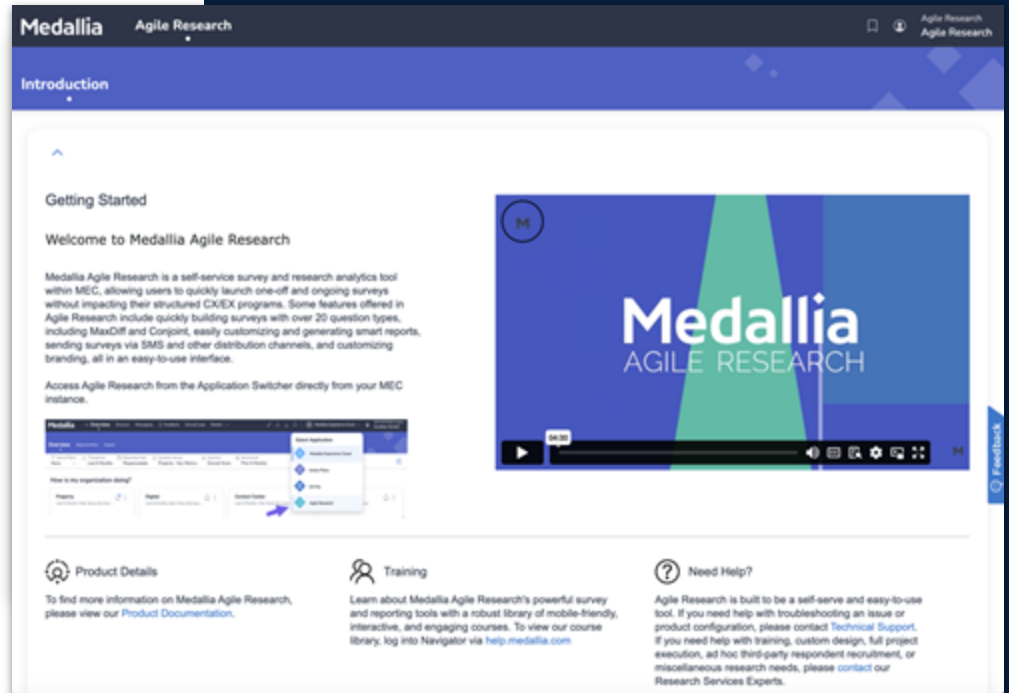 Medallia
Agile Research
Agile Research
Agile Research
Introduction
Getting Started
Welcome to Medallia Agile Research
Medallia Agile Research is a self-service survey and research analytics tool
within MEC, allowing users to quickly launch one-off and ongoing surveys
without impacting their structured CX/EX programs. Some features offered in
Agile Research include quickly building surveys with over 20 question types,
including MaxDiff and Conjoint, easily customizing and generating smart reports,
sending surveys via SMS and other distribution channels, and customizing
branding, all in an easy-to-use interface.
Access Agile Research from the Application Switcher directly from your MEC
instance.
Medallia
Select Application
Medallia Experience Cloud
Agile Research
How is my organization doing?
Property
Digital
Contact Center
M
Medallia
AGILE RESEARCH
04:30
M
Feedback
Product Details
To find more information on Medallia Agile Research,
please view our Product Documentation.
Training
Learn about Medallia Agile Research's powerful survey
and reporting tools with a robust library of mobile-friendly,
interactive, and engaging courses. To view our course
library, log into Navigator via help.medallia.com
Need Help?
Agile Research is built to be a self-serve and easy-to-use
tool. If you need help with troubleshooting an issue or
product configuration, please contact Technical Support.
If you need help with training, custom design, full project
execution, ad hoc third-party respondent recruitment, or
miscellaneous research needs, please contact our
Research Services Experts.